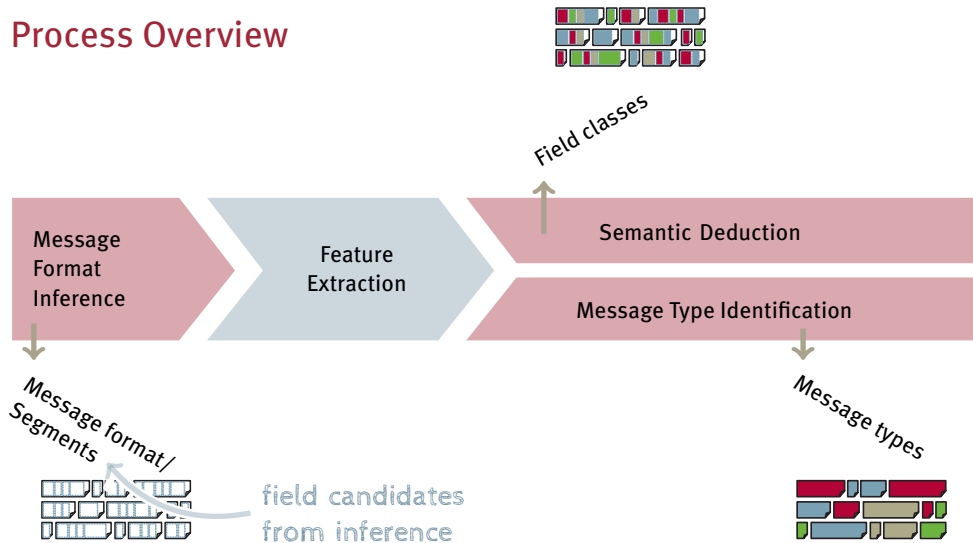 Process Overview
Field classes
Message
Format
Inference
Feature
Extraction
Semantic Deduction
Message Type Identification
Message format/
Segments
Message types
field candidates
from inference